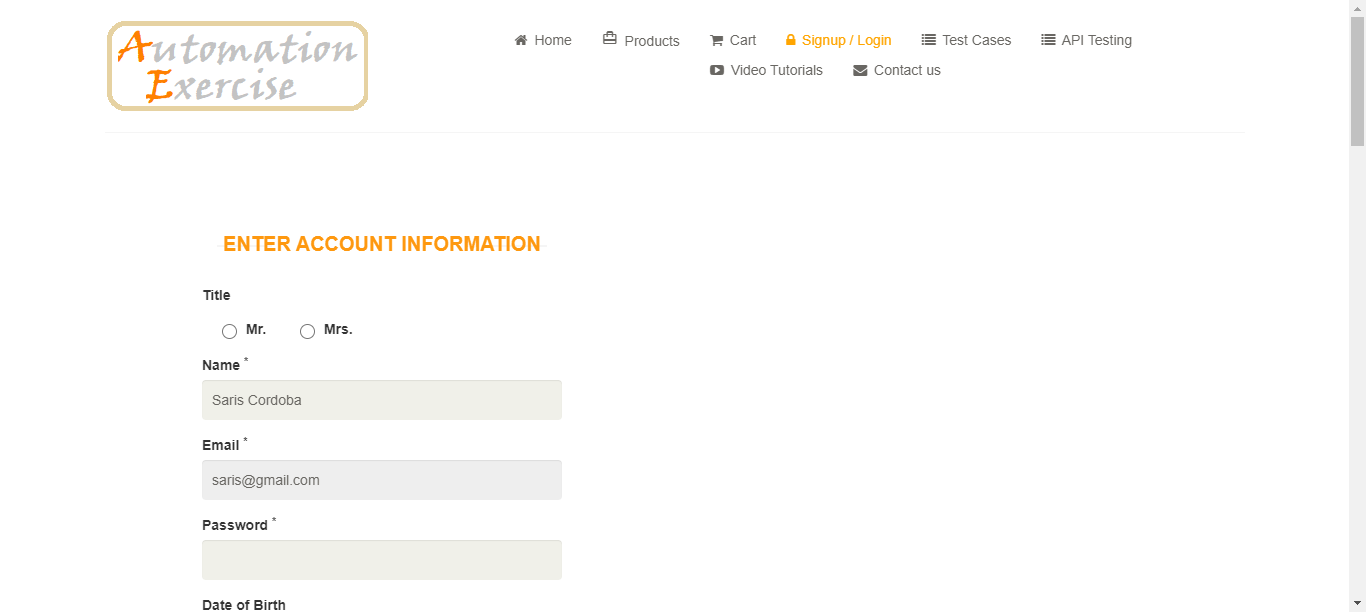 Automation
Exercise
Home Products Cart Signup / Login Test Cases API Testing
Video Tutorials Contact us
ENTER ACCOUNT INFORMATION
Title
Mr. Mrs.
Name *
Saris Cordoba
Email *
saris@gmail.com
Password *
Date of Birth